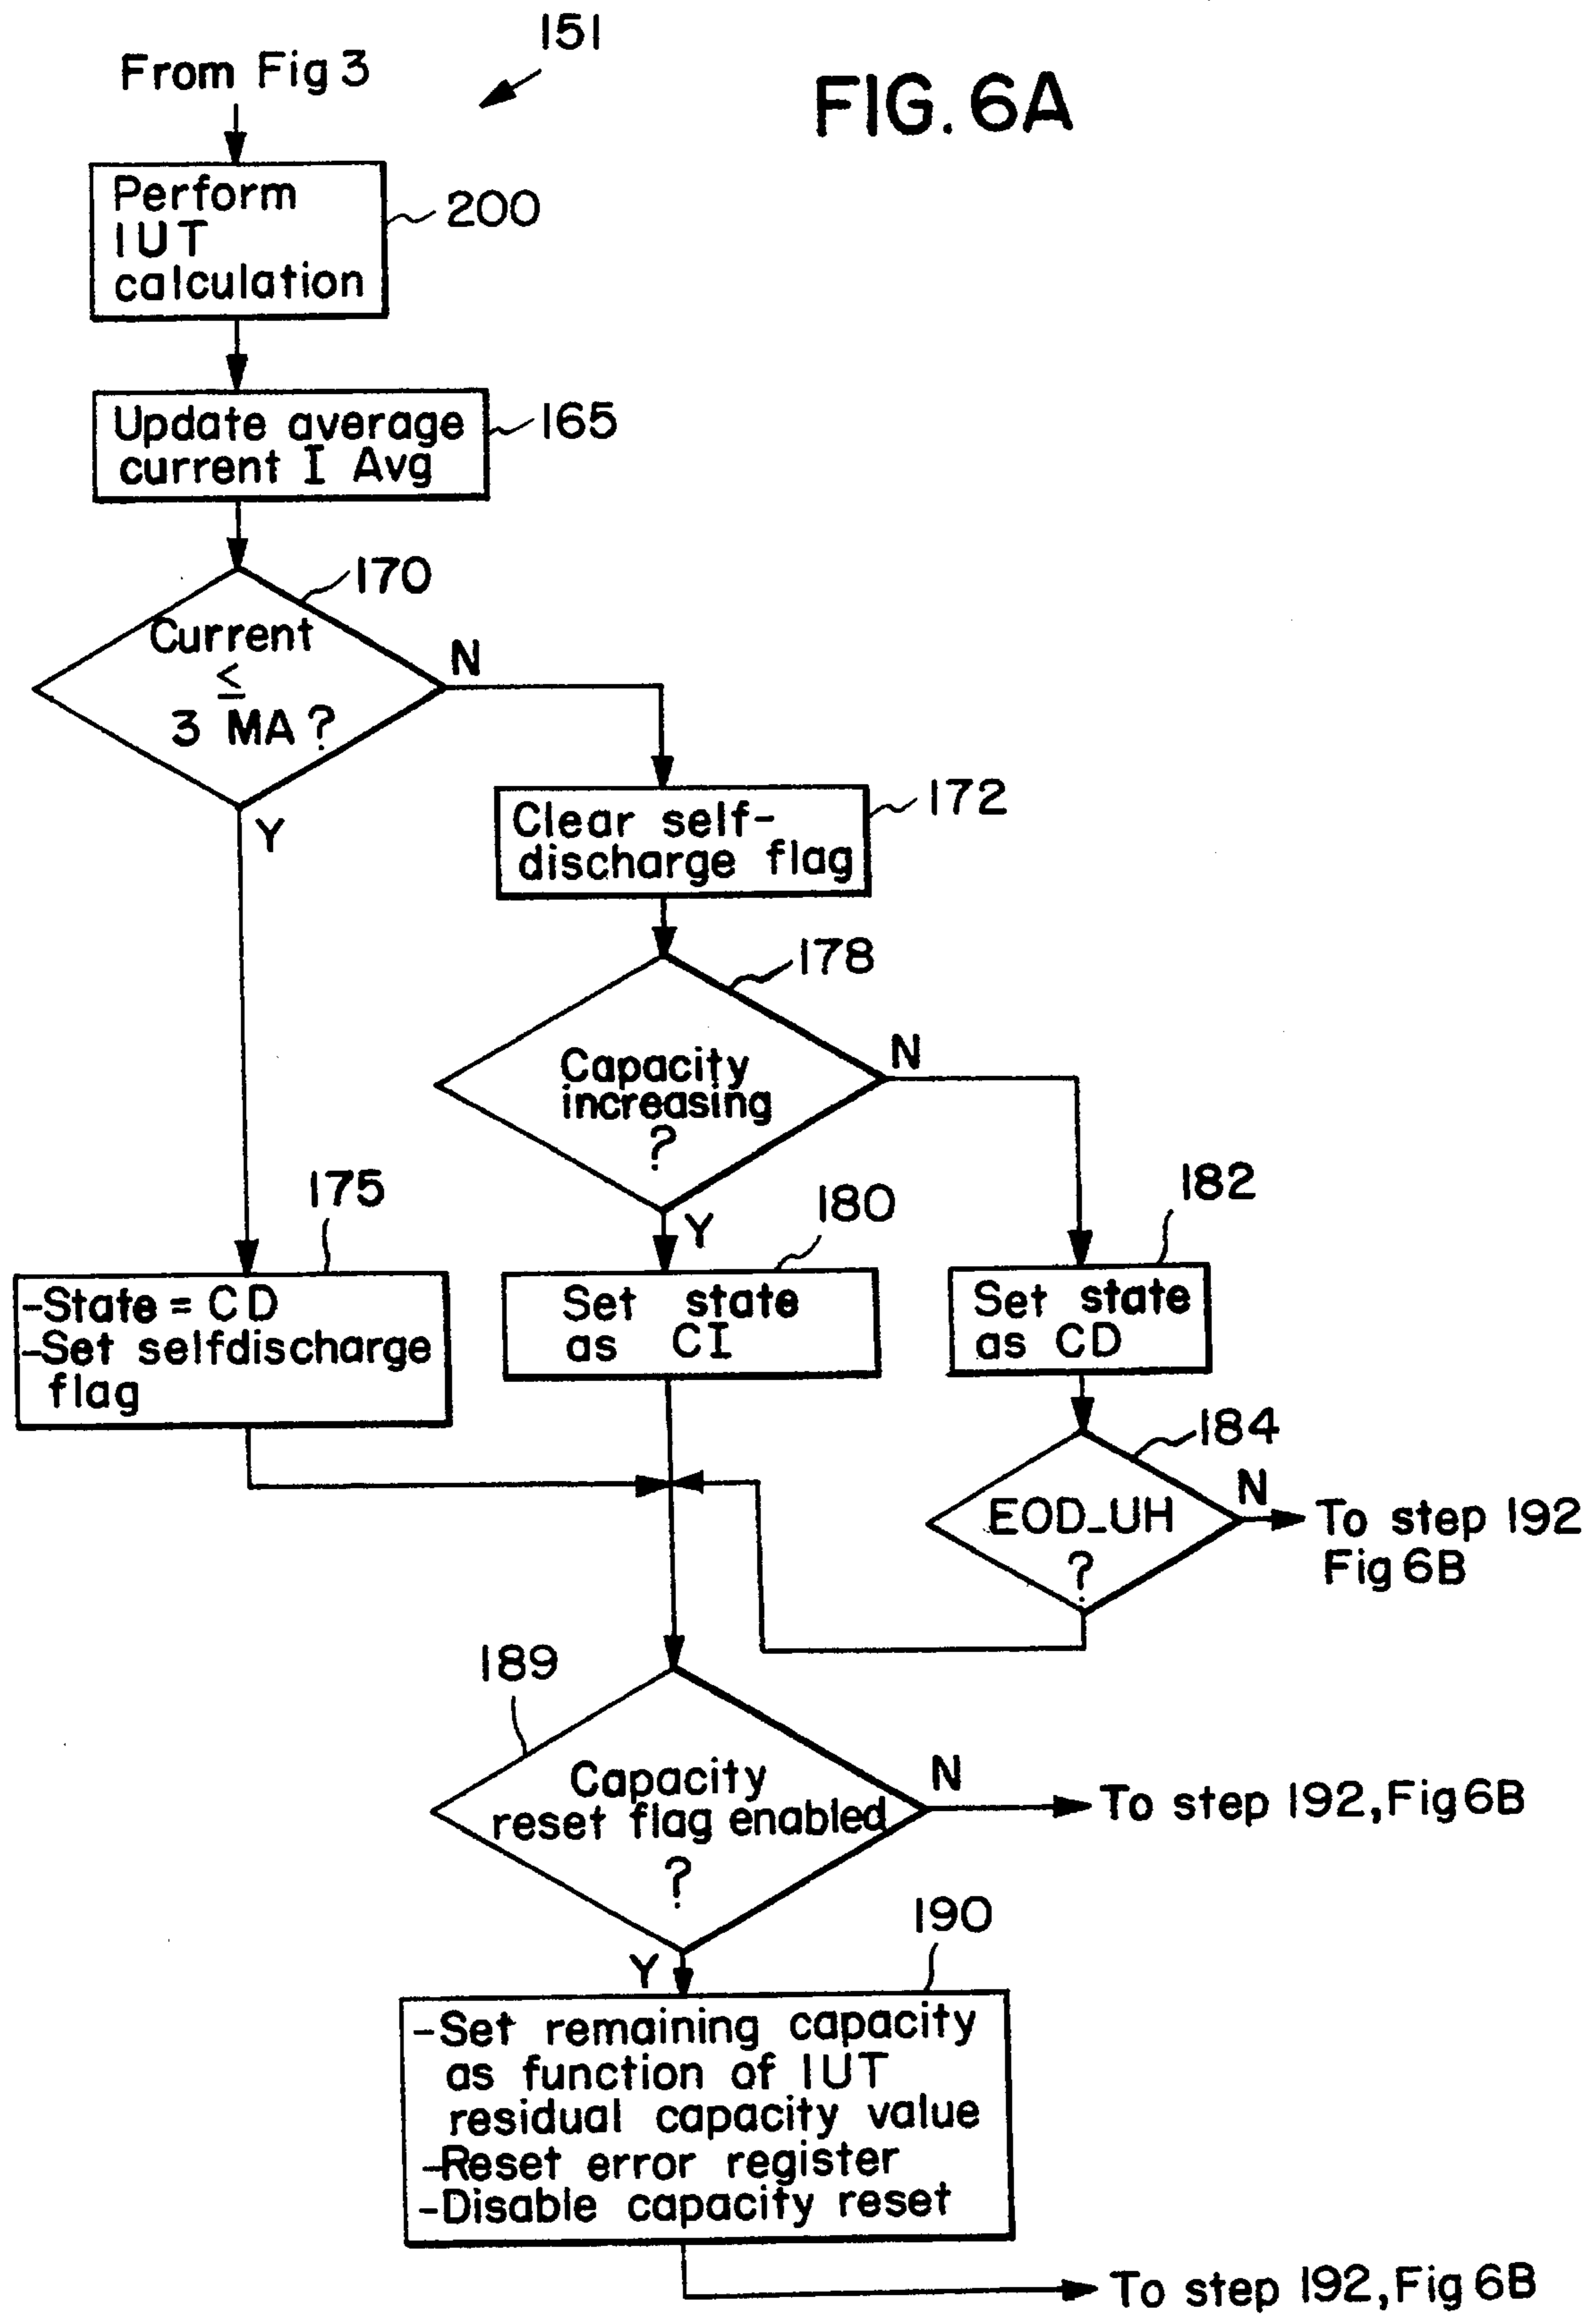 151
From Fig 3
FIG. 6A
Perform
IUT
calculation
200
Update average
current I Avg
165
170
Current
≤
3 MA?
N
Y
Clear self-
discharge flag
172
178
Capacity
increasing
?
N
Y
175
-State = CD
-Set selfdischarge
flag
180
Set state
as CI
182
Set state
as CD
184
EOD_UH
?
N
To step 192
Fig 6B
189
Capacity
reset flag enabled
?
N
To step 192, Fig 6B
Y
190
-Set remaining capacity
as function of IUT
residual capacity value
-Reset error register
-Disable capacity reset
To step 192, Fig 6B